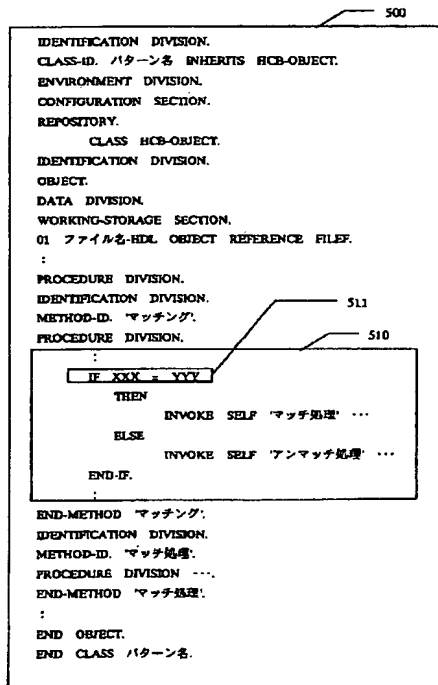 500
IDENTIFICATION DIVISION.
CLASS-ID. パターン名 INHERITS HCB-OBJECT.
ENVIRONMENT DIVISION.
CONFIGURATION SECTION.
REPOSITORY.
CLASS HCB-OBJECT.
IDENTIFICATION DIVISION.
OBJECT.
DATA DIVISION.
WORKING-STORAGE SECTION.
01 ファイル名-HDL OBJECT REFERENCE FILEF.
:
PROCEDURE DIVISION.
IDENTIFICATION DIVISION.
METHOD-ID. 'マッチング'.
511
PROCEDURE DIVISION.
510
:
IF XXX = YYY
THEN
INVOKE SELF 'マッチ処理' ...
ELSE
INVOKE SELF 'アンマッチ処理' ...
END-IF.
:
END-METHOD 'マッチング'.
IDENTIFICATION DIVISION.
METHOD-ID. 'マッチ処理'.
PROCEDURE DIVISION ....
END-METHOD 'マッチ処理'.
:
END OBJECT.
END CLASS パターン名.